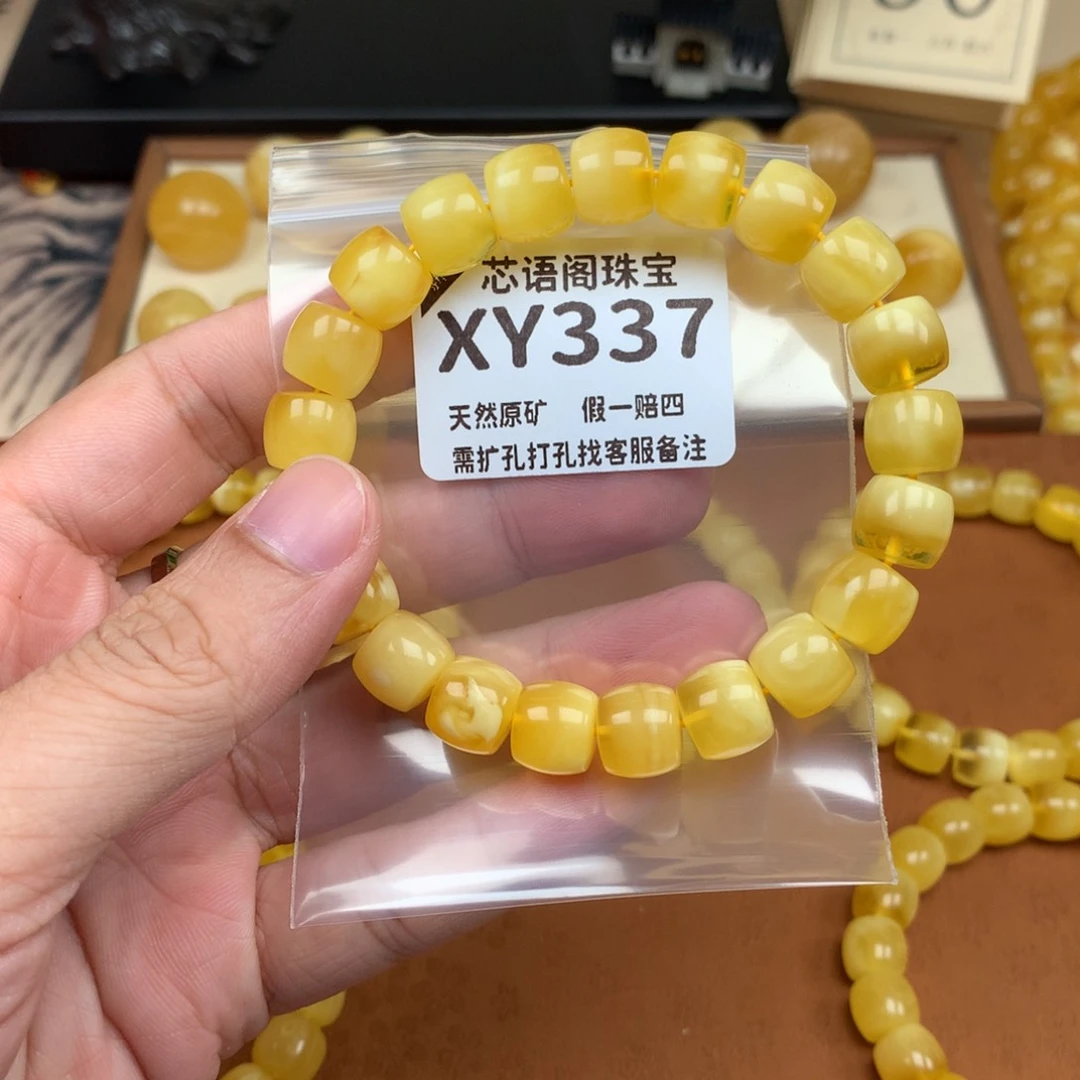 芯语阁珠宝
XY337
天然原矿 假一赔四
需扩孔打孔找客服备注